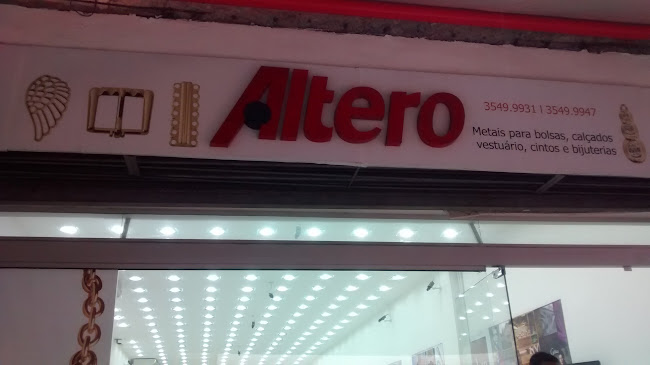 Altero
3549.9931 | 3549.9947
Metais para bolsas, calçados
vestuário, cintos e bijuterias